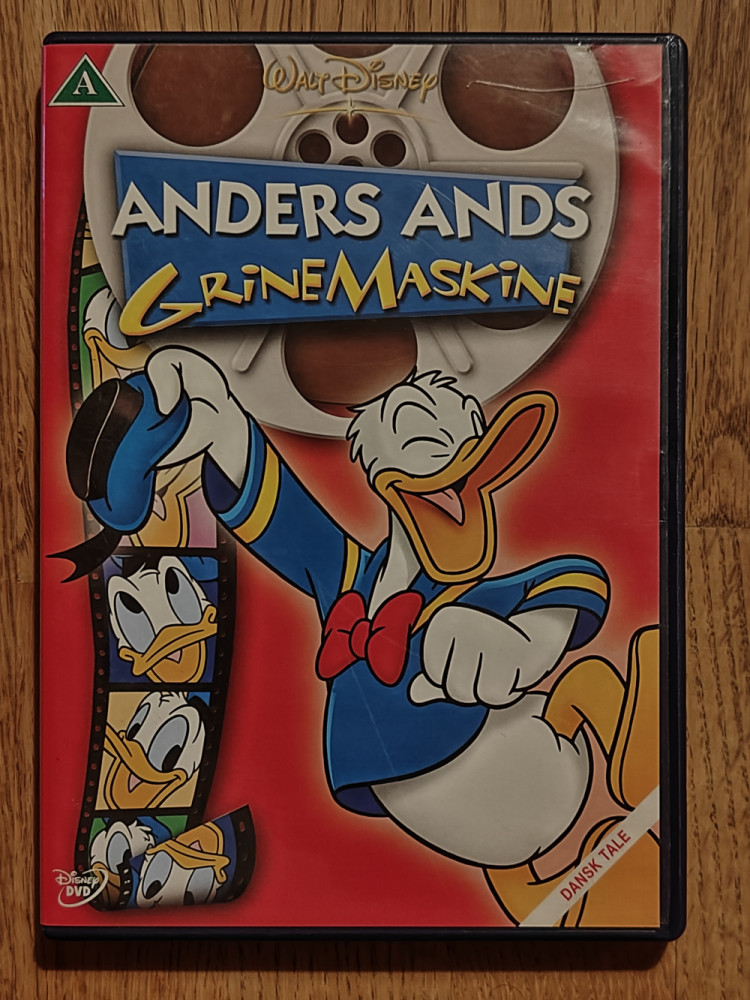 A
WALT DISNEY
ANDERS ANDS
GRINEMASKINE
DISNEY
DVD
DANSK TALE